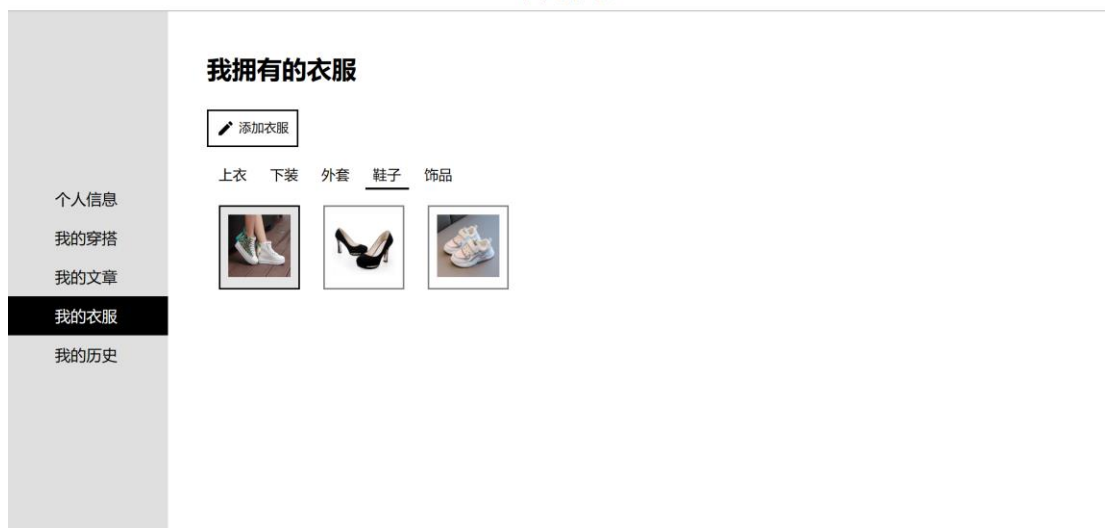 我拥有的衣服
添加衣服
上衣 下装 外套 鞋子 饰品
个人信息
我的穿搭
我的文章
我的衣服
我的历史